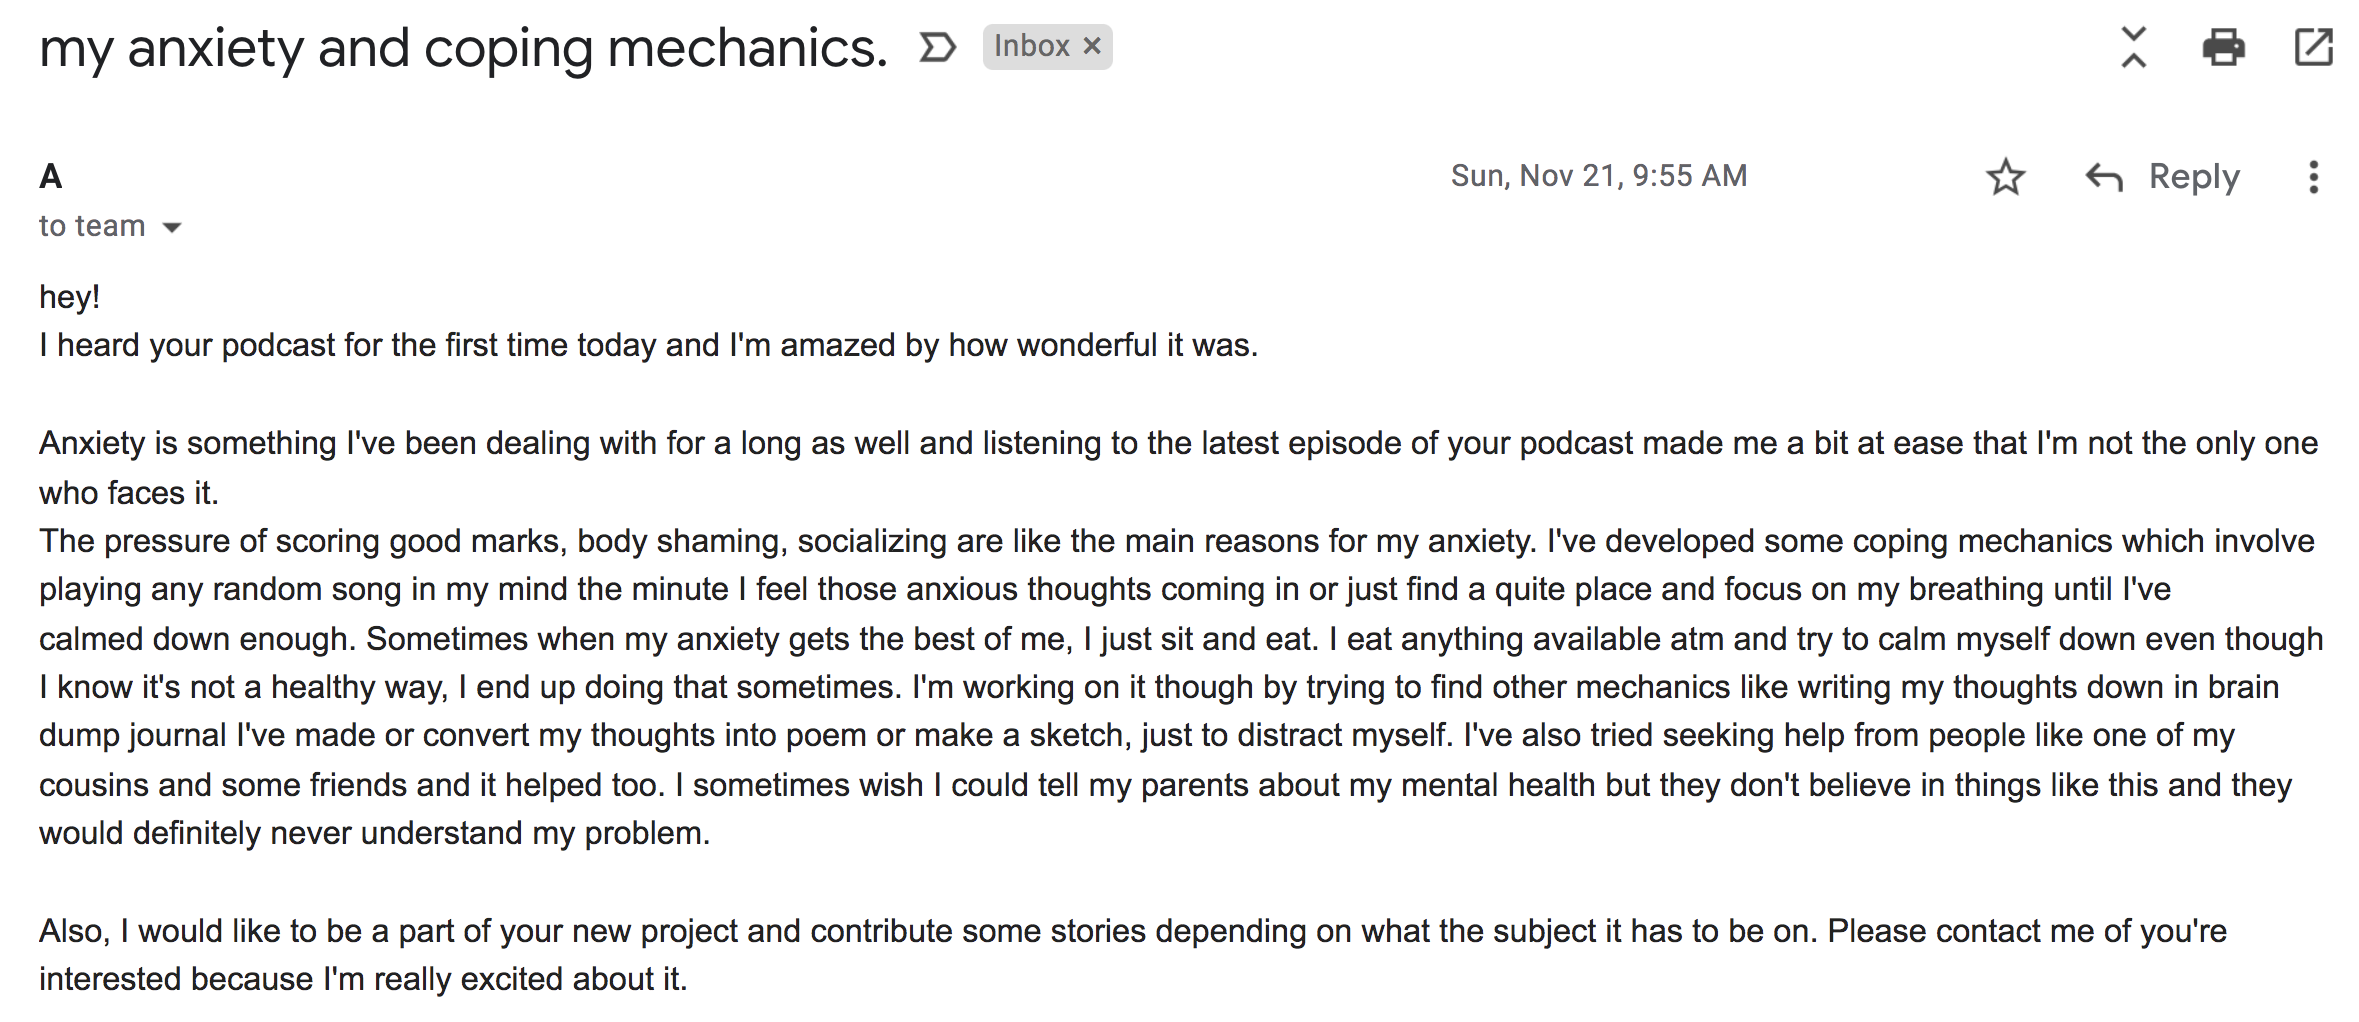 my anxiety and coping mechanics. Inbox ×
A Sun, Nov 21, 9:55 AM Reply
to team
hey!
I heard your podcast for the first time today and I'm amazed by how wonderful it was.
Anxiety is something I've been dealing with for a long as well and listening to the latest episode of your podcast made me a bit at ease that I'm not the only one
who faces it.
The pressure of scoring good marks, body shaming, socializing are like the main reasons for my anxiety. I've developed some coping mechanics which involve
playing any random song in my mind the minute I feel those anxious thoughts coming in or just find a quite place and focus on my breathing until I've
calmed down enough. Sometimes when my anxiety gets the best of me, I just sit and eat. I eat anything available atm and try to calm myself down even though
I know it's not a healthy way, I end up doing that sometimes. I'm working on it though by trying to find other mechanics like writing my thoughts down in brain
dump journal I've made or convert my thoughts into poem or make a sketch, just to distract myself. I've also tried seeking help from people like one of my
cousins and some friends and it helped too. I sometimes wish I could tell my parents about my mental health but they don't believe in things like this and they
would definitely never understand my problem.
Also, I would like to be a part of your new project and contribute some stories depending on what the subject it has to be on. Please contact me of you're
interested because I'm really excited about it.